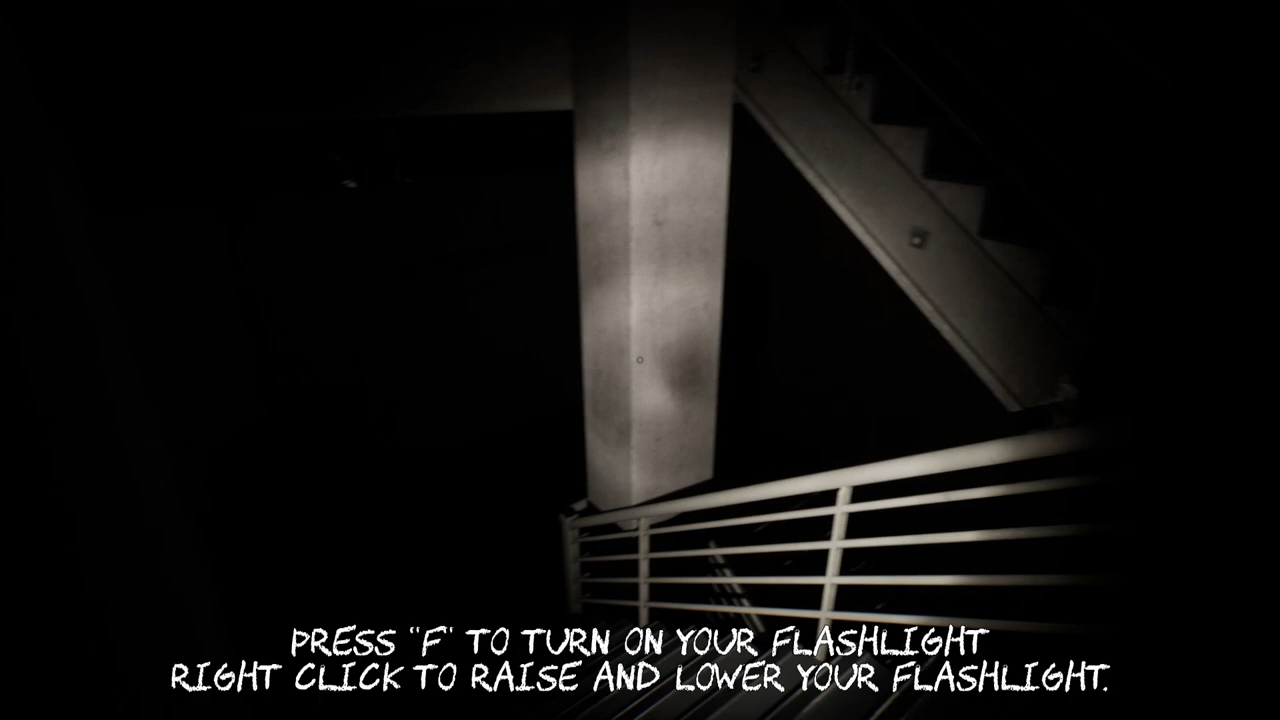 PRESS "F" TO TURN ON YOUR FLASHLIGHT
RIGHT CLICK TO RAISE AND LOWER YOUR FLASHLIGHT.